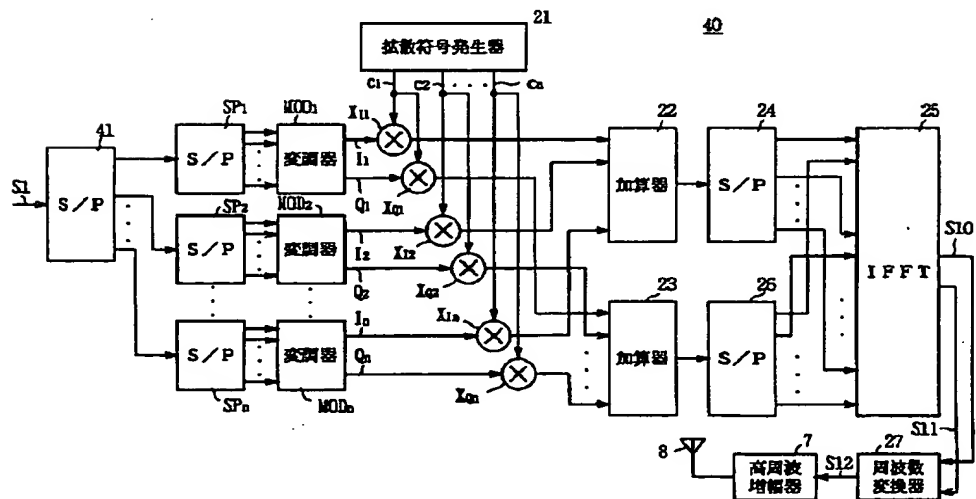 21
40
拡散符号発生器
C1
C2
Cn
SP1
MOD1
41
S1
S/P
S/P
変調器
I1
Q1
XI1
XQ1
22
加算器
24
S/P
25
IFFT
SP2
MOD2
S/P
変調器
I2
Q2
XI2
XQ2
S10
23
加算器
26
S/P
In
Qn
XIn
XQn
S/P
変調器
SPn
MODn
S11
8
7
高周波
増幅器
S12
27
周波数
変換器